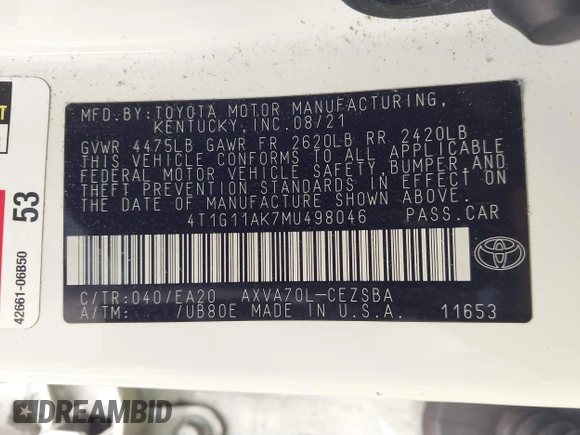 MFD.BY:TOYOTA MOTOR MANUFACTURING,
KENTUCKY, INC.08/21
GVWR 4475LB GAWR FR 2620LB RR 2420LB
THIS VEHICLE CONFORMS TO ALL APPLICABLE
FEDERAL MOTOR VEHICLE SAFETY,BUMPER,AND
THEFT PREVENTION STANDARDS IN EFFECT ON
THE DATE OF MANUFACTURE SHOWN ABOVE.
4T1G11AK7MU498046 PASS.CAR
C/TR:040/EA20 AXVA70L-CEZSBA
A/TM: /UB80E MADE IN U.S.A. 11653
53
42661-06B50
DREAMBID